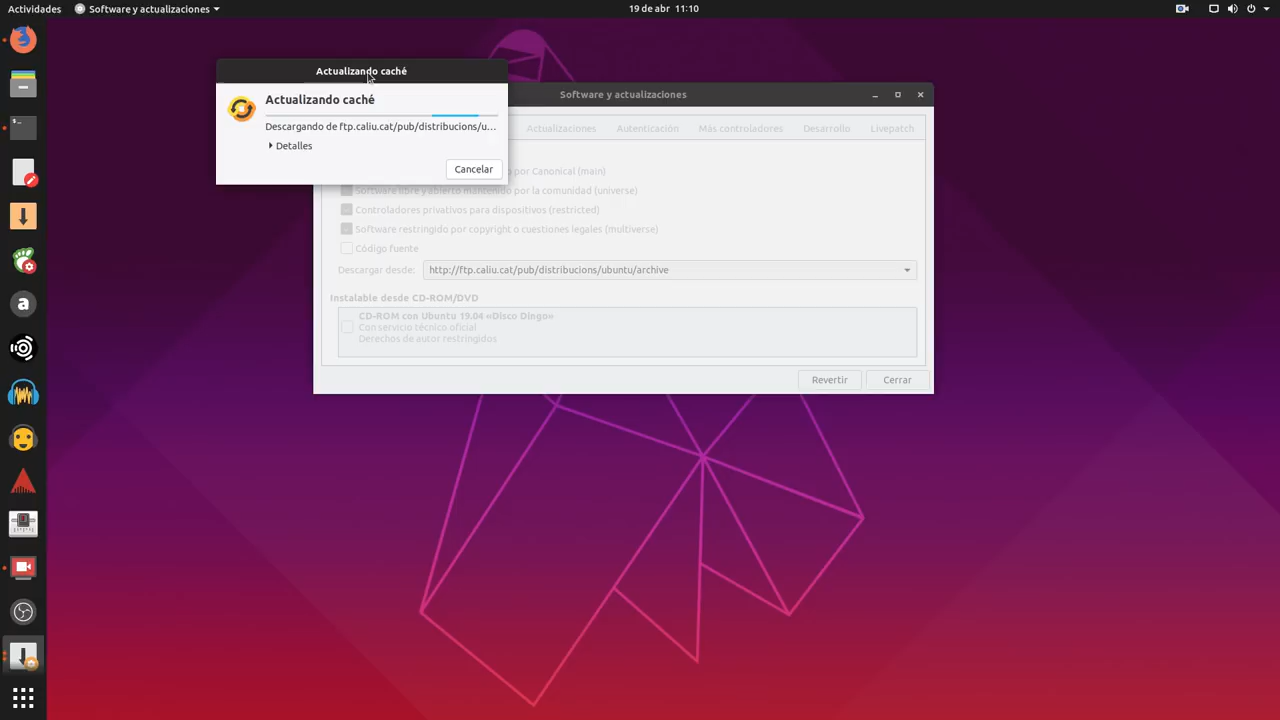 Actividades
Software y actualizaciones
19 de abr 11:10
Actualizando caché
Actualizando caché
Descargando de ftp.caliu.cat/pub/distribucions/u...
Detalles
Cancelar
Software y actualizaciones
Actualizaciones
Autenticación
Más controladores
Desarrollo
Livepatch
por Canonical (main)
Software libre y abierto mantenido por la comunidad (universe)
Controladores privativos para dispositivos (restricted)
Software restringido por copyright o cuestiones legales (multiverse)
Código fuente
Descargar desde:
http://ftp.caliu.cat/pub/distribucions/ubuntu/archive
Instalable desde CD-ROM/DVD
CD-ROM con Ubuntu 19.04 «Disco Dingo»
Con servicio técnico oficial
Derechos de autor restringidos
Revertir
Cerrar